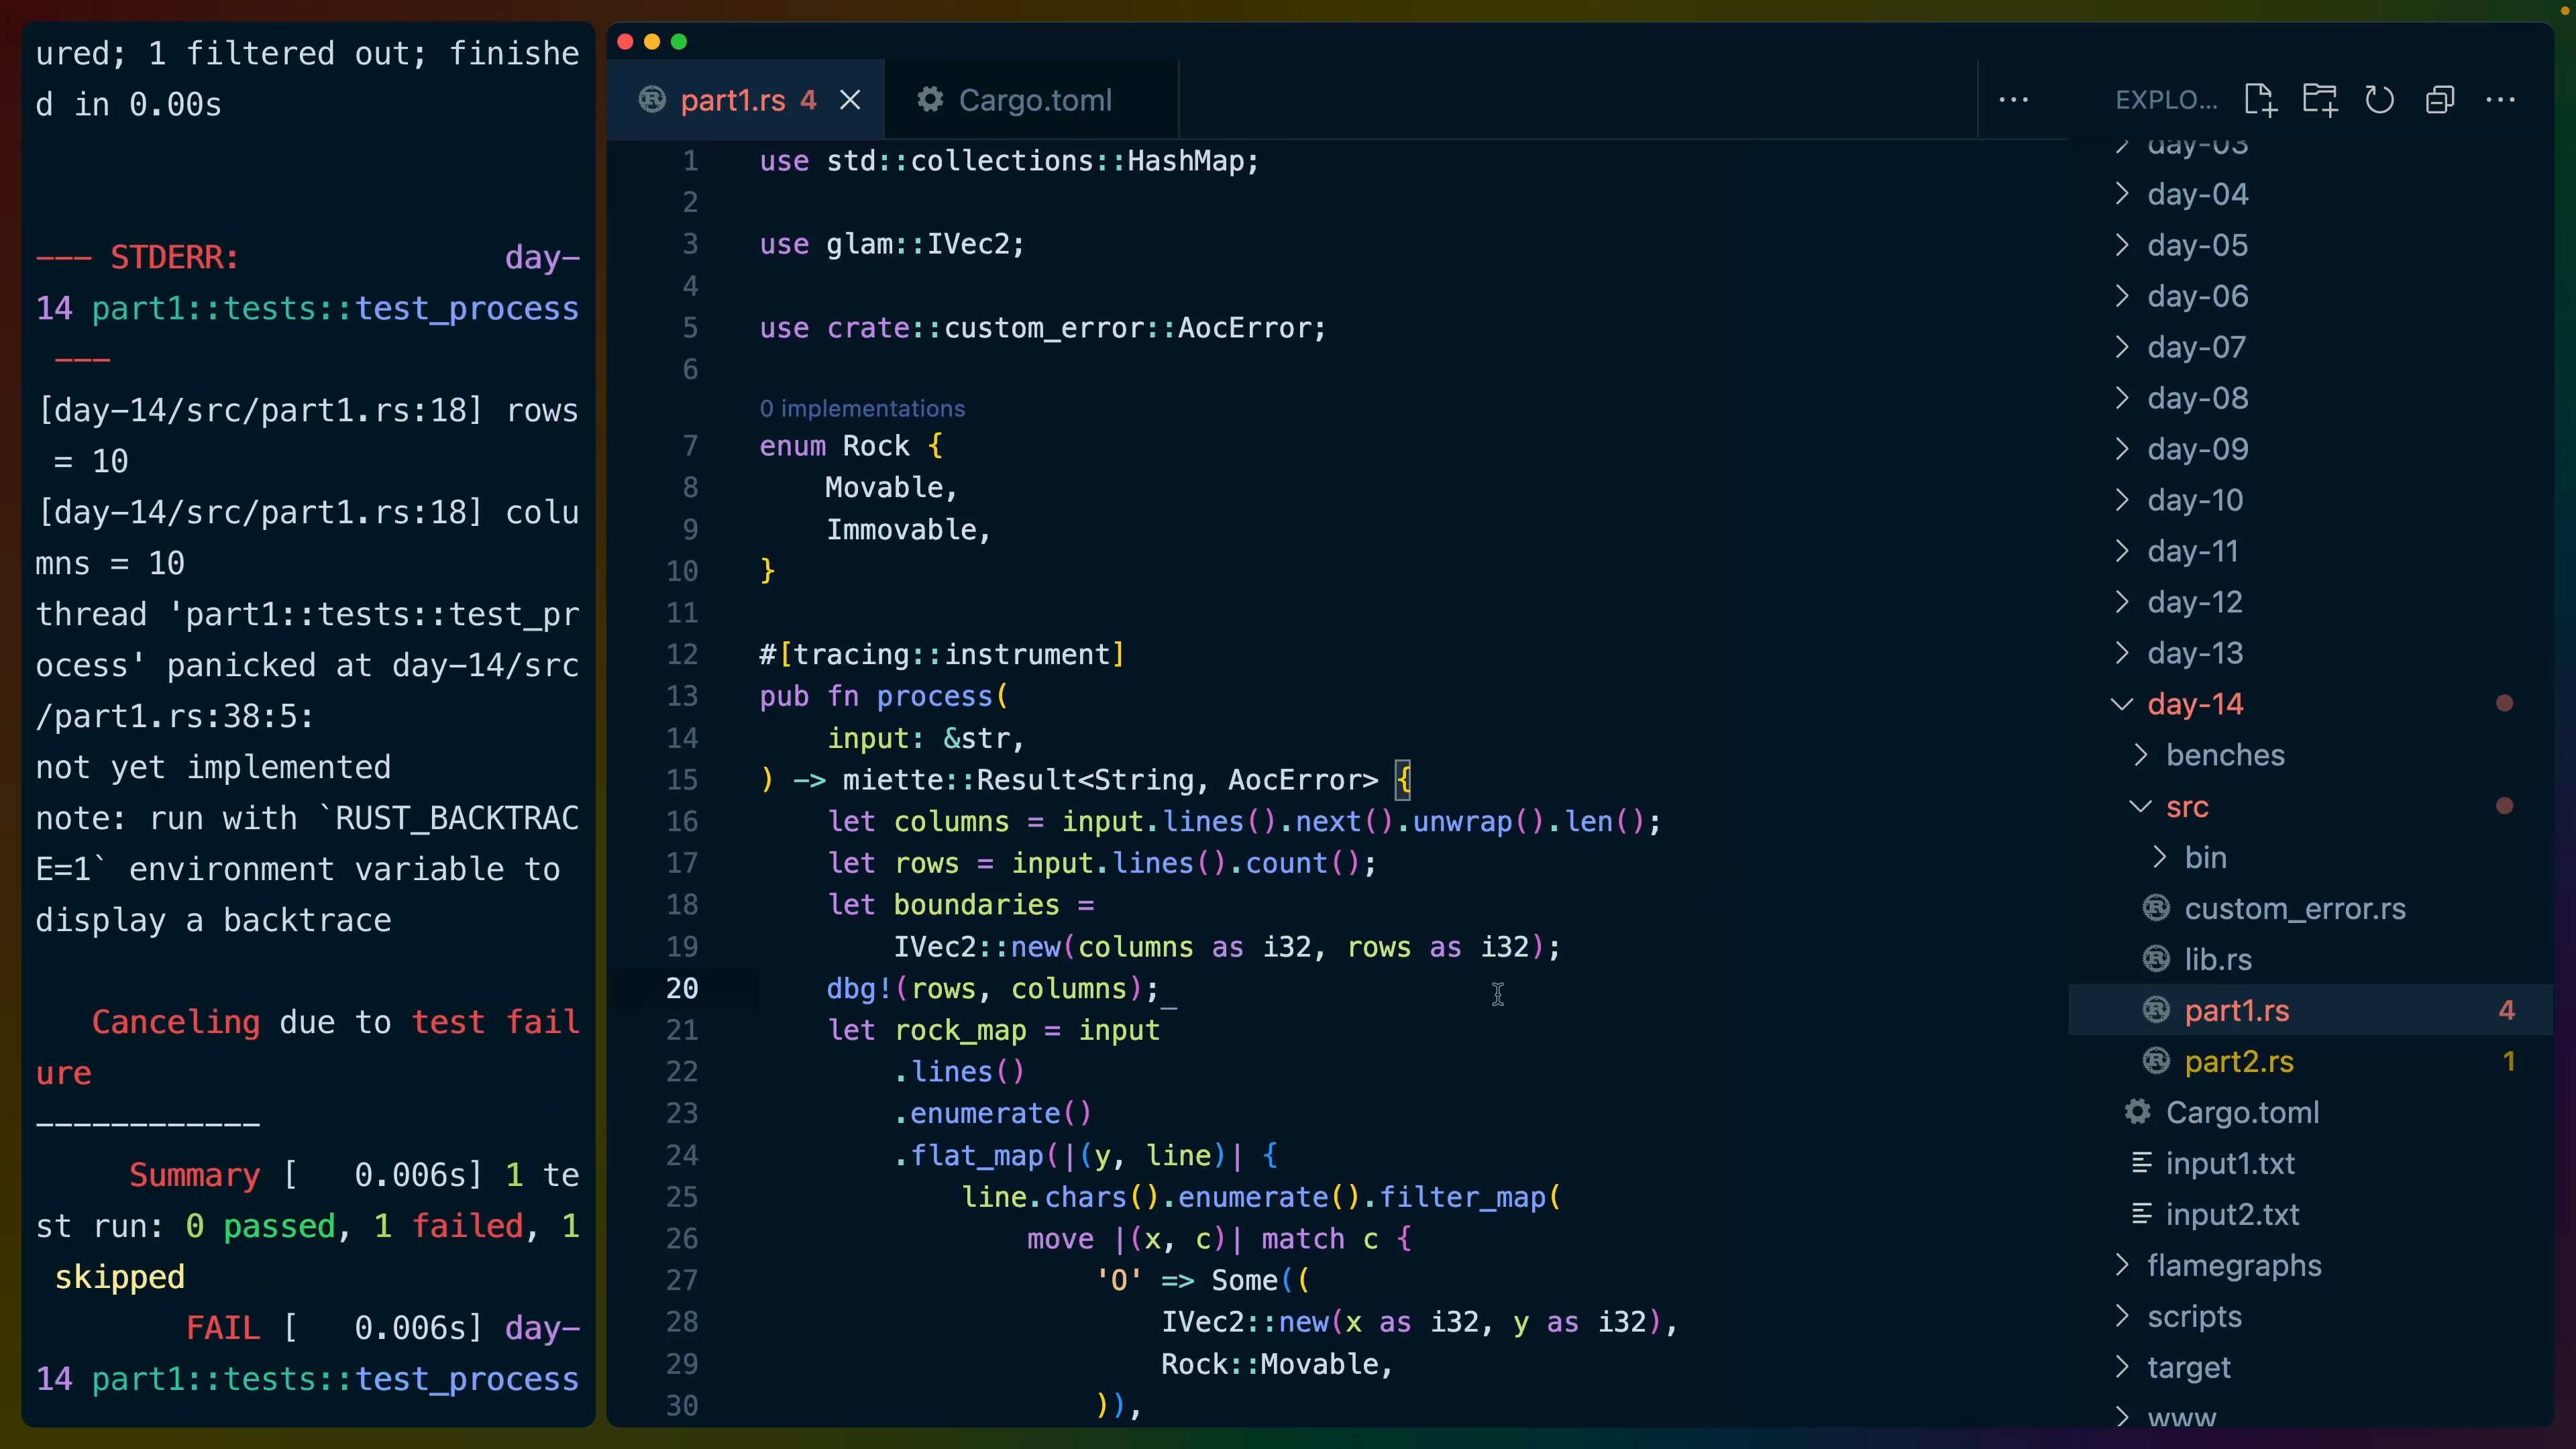 ured; 1 filtered out; finishe
d in 0.00s
--- STDERR: day-
14 part1::tests::test_process
---
[day-14/src/part1.rs:18] rows
= 10
[day-14/src/part1.rs:18] colu
mns = 10
thread 'part1::tests::test_pr
ocess' panicked at day-14/src
/part1.rs:38:5:
not yet implemented
note: run with `RUST_BACKTRAC
E=1` environment variable to
display a backtrace
Canceling due to test fail
ure
------------
Summary [ 0.006s] 1 te
st run: 0 passed, 1 failed, 1
skipped
FAIL [ 0.006s] day-
14 part1::tests::test_process
part1.rs 4
Cargo.toml
1 use std::collections::HashMap;
2
3 use glam::IVec2;
4
5 use crate::custom_error::AocError;
6
0 implementations
7 enum Rock {
8 Movable,
9 Immovable,
10 }
11
12 #[tracing::instrument]
13 pub fn process(
14 input: &str,
15 ) -> miette::Result<String, AocError> {
16 let columns = input.lines().next().unwrap().len();
17 let rows = input.lines().count();
18 let boundaries =
19 IVec2::new(columns as i32, rows as i32);
20 dbg!(rows, columns);
21 let rock_map = input
22 .lines()
23 .enumerate()
24 .flat_map(|(y, line)| {
25 line.chars().enumerate().filter_map(
26 move |(x, c)| match c {
27 'O' => Some((
28 IVec2::new(x as i32, y as i32),
29 Rock::Movable,
30 )),
EXPLO...
day-03
day-04
day-05
day-06
day-07
day-08
day-09
day-10
day-11
day-12
day-13
day-14
benches
src
bin
custom_error.rs
lib.rs
part1.rs 4
part2.rs 1
Cargo.toml
input1.txt
input2.txt
flamegraphs
scripts
target
www